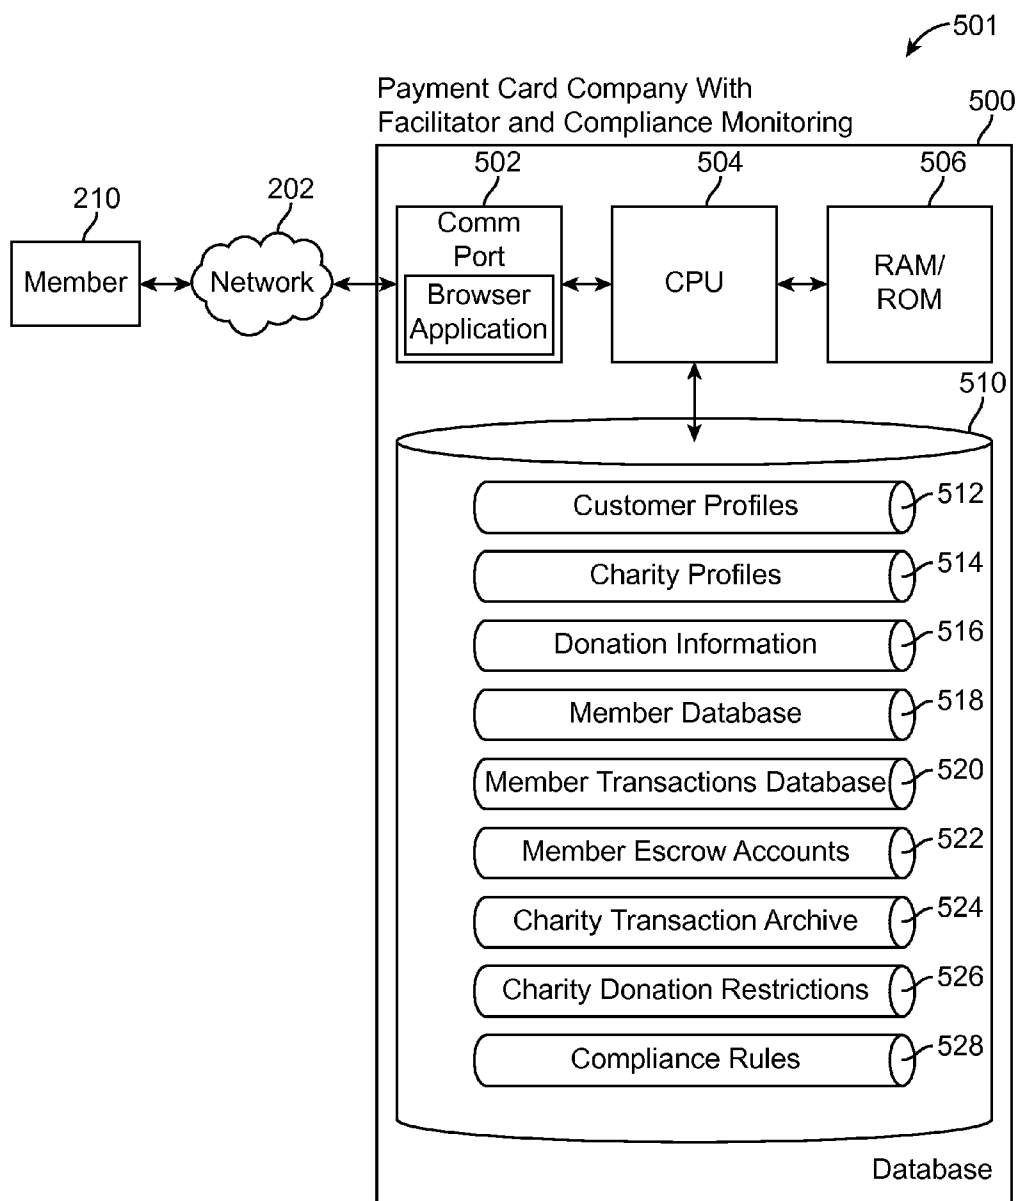 501
Payment Card Company With
Facilitator and Compliance Monitoring
500
502
504
506
210
202
Comm
Port
Browser
Application
CPU
RAM/
ROM
Member
Network
510
Customer Profiles
512
Charity Profiles
514
Donation Information
516
Member Database
518
Member Transactions Database
520
Member Escrow Accounts
522
Charity Transaction Archive
524
Charity Donation Restrictions
526
Compliance Rules
528
Database